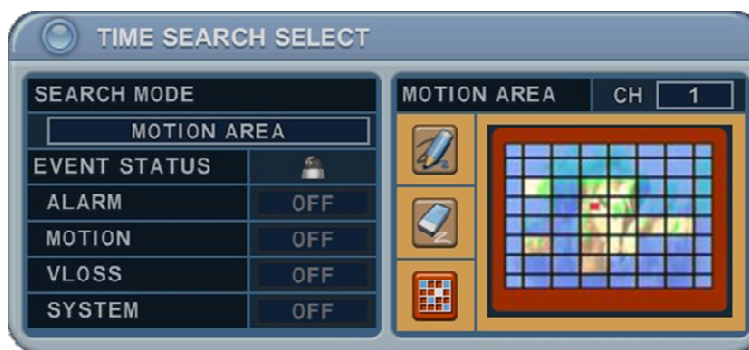 TIME SEARCH SELECT
SEARCH MODE
MOTION AREA
EVENT STATUS
ALARM OFF
MOTION OFF
VLOSS OFF
SYSTEM OFF
MOTION AREA CH 1